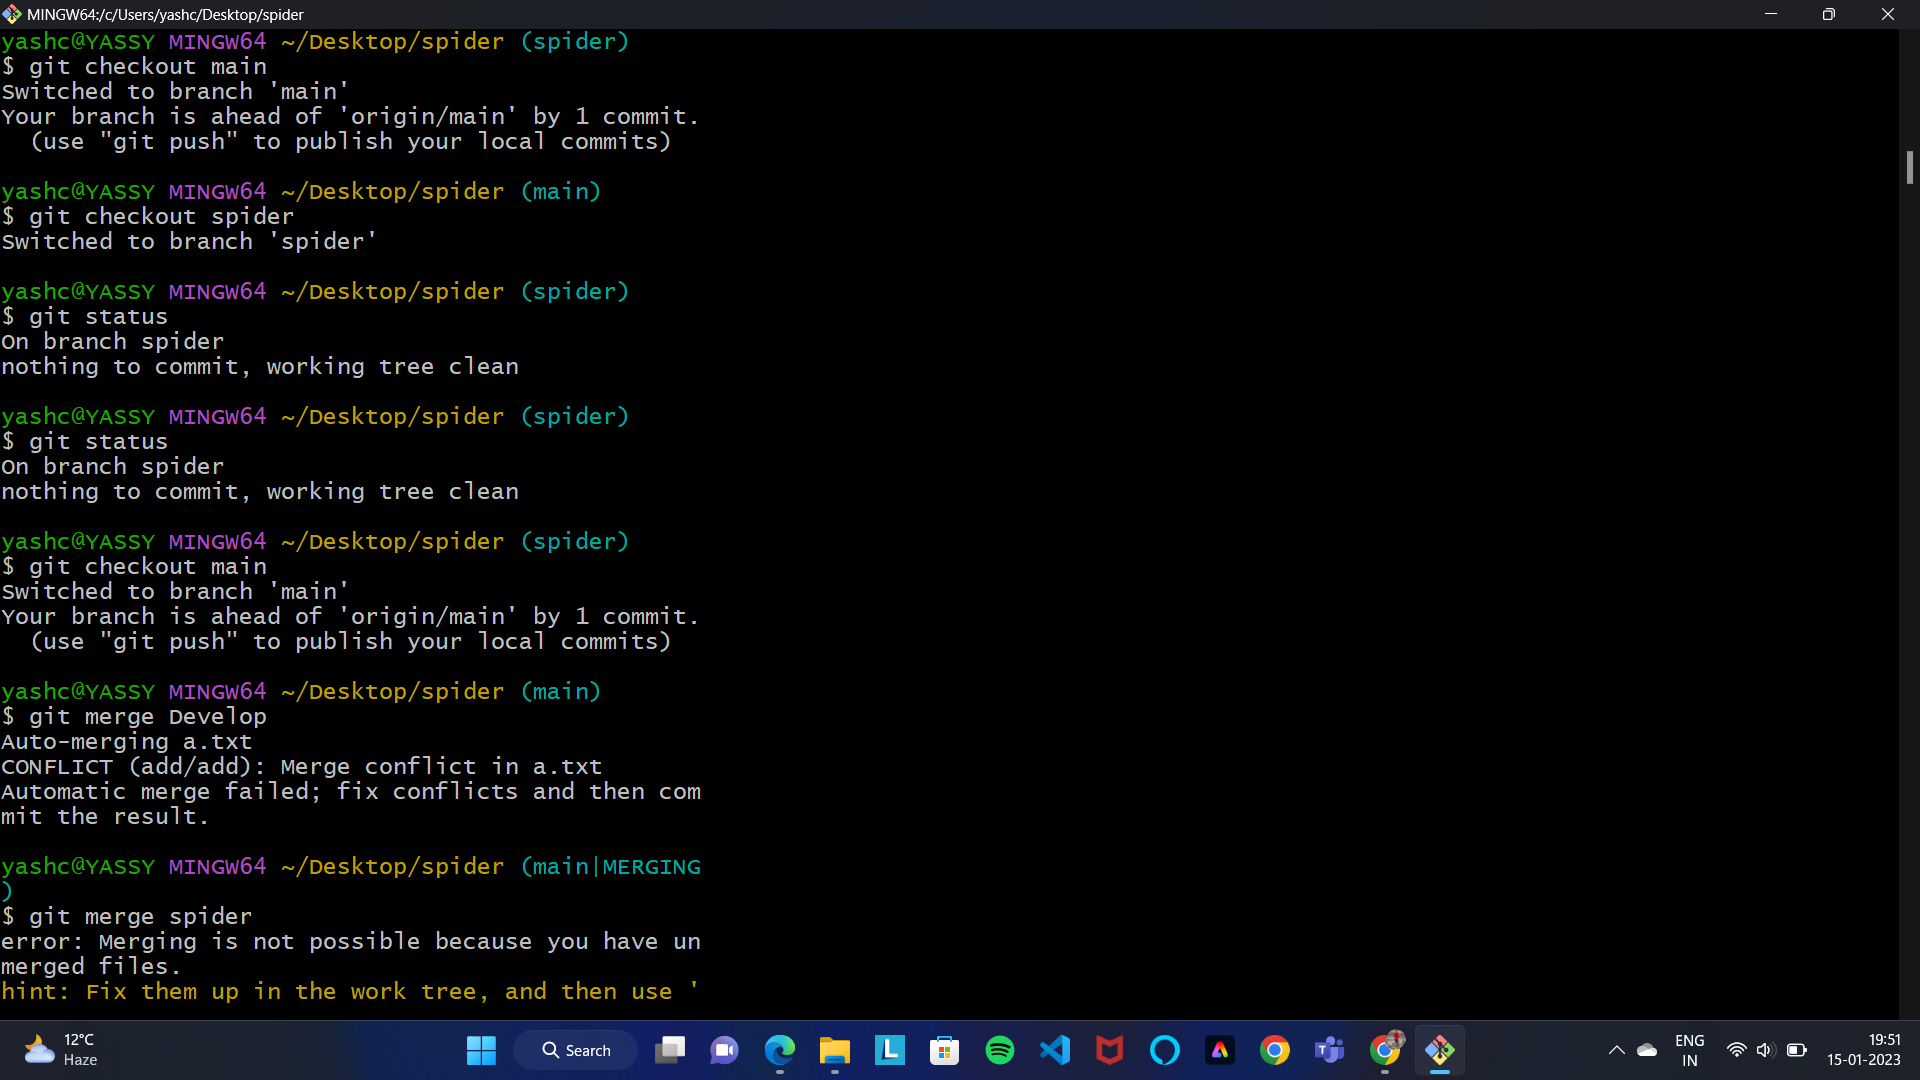 MINGW64:/c/Users/yashc/Desktop/spider
yashc@YASSY MINGW64 ~/Desktop/spider (spider)
$ git checkout main
Switched to branch 'main'
Your branch is ahead of 'origin/main' by 1 commit.
  (use "git push" to publish your local commits)
yashc@YASSY MINGW64 ~/Desktop/spider (main)
$ git checkout spider
Switched to branch 'spider'
yashc@YASSY MINGW64 ~/Desktop/spider (spider)
$ git status
On branch spider
nothing to commit, working tree clean
yashc@YASSY MINGW64 ~/Desktop/spider (spider)
$ git status
On branch spider
nothing to commit, working tree clean
yashc@YASSY MINGW64 ~/Desktop/spider (spider)
$ git checkout main
Switched to branch 'main'
Your branch is ahead of 'origin/main' by 1 commit.
  (use "git push" to publish your local commits)
yashc@YASSY MINGW64 ~/Desktop/spider (main)
$ git merge Develop
Auto-merging a.txt
CONFLICT (add/add): Merge conflict in a.txt
Automatic merge failed; fix conflicts and then com
mit the result.
yashc@YASSY MINGW64 ~/Desktop/spider (main|MERGING
)
$ git merge spider
error: Merging is not possible because you have un
merged files.
hint: Fix them up in the work tree, and then use '
12°C
Haze
Search
ENG
IN
19:51
15-01-2023